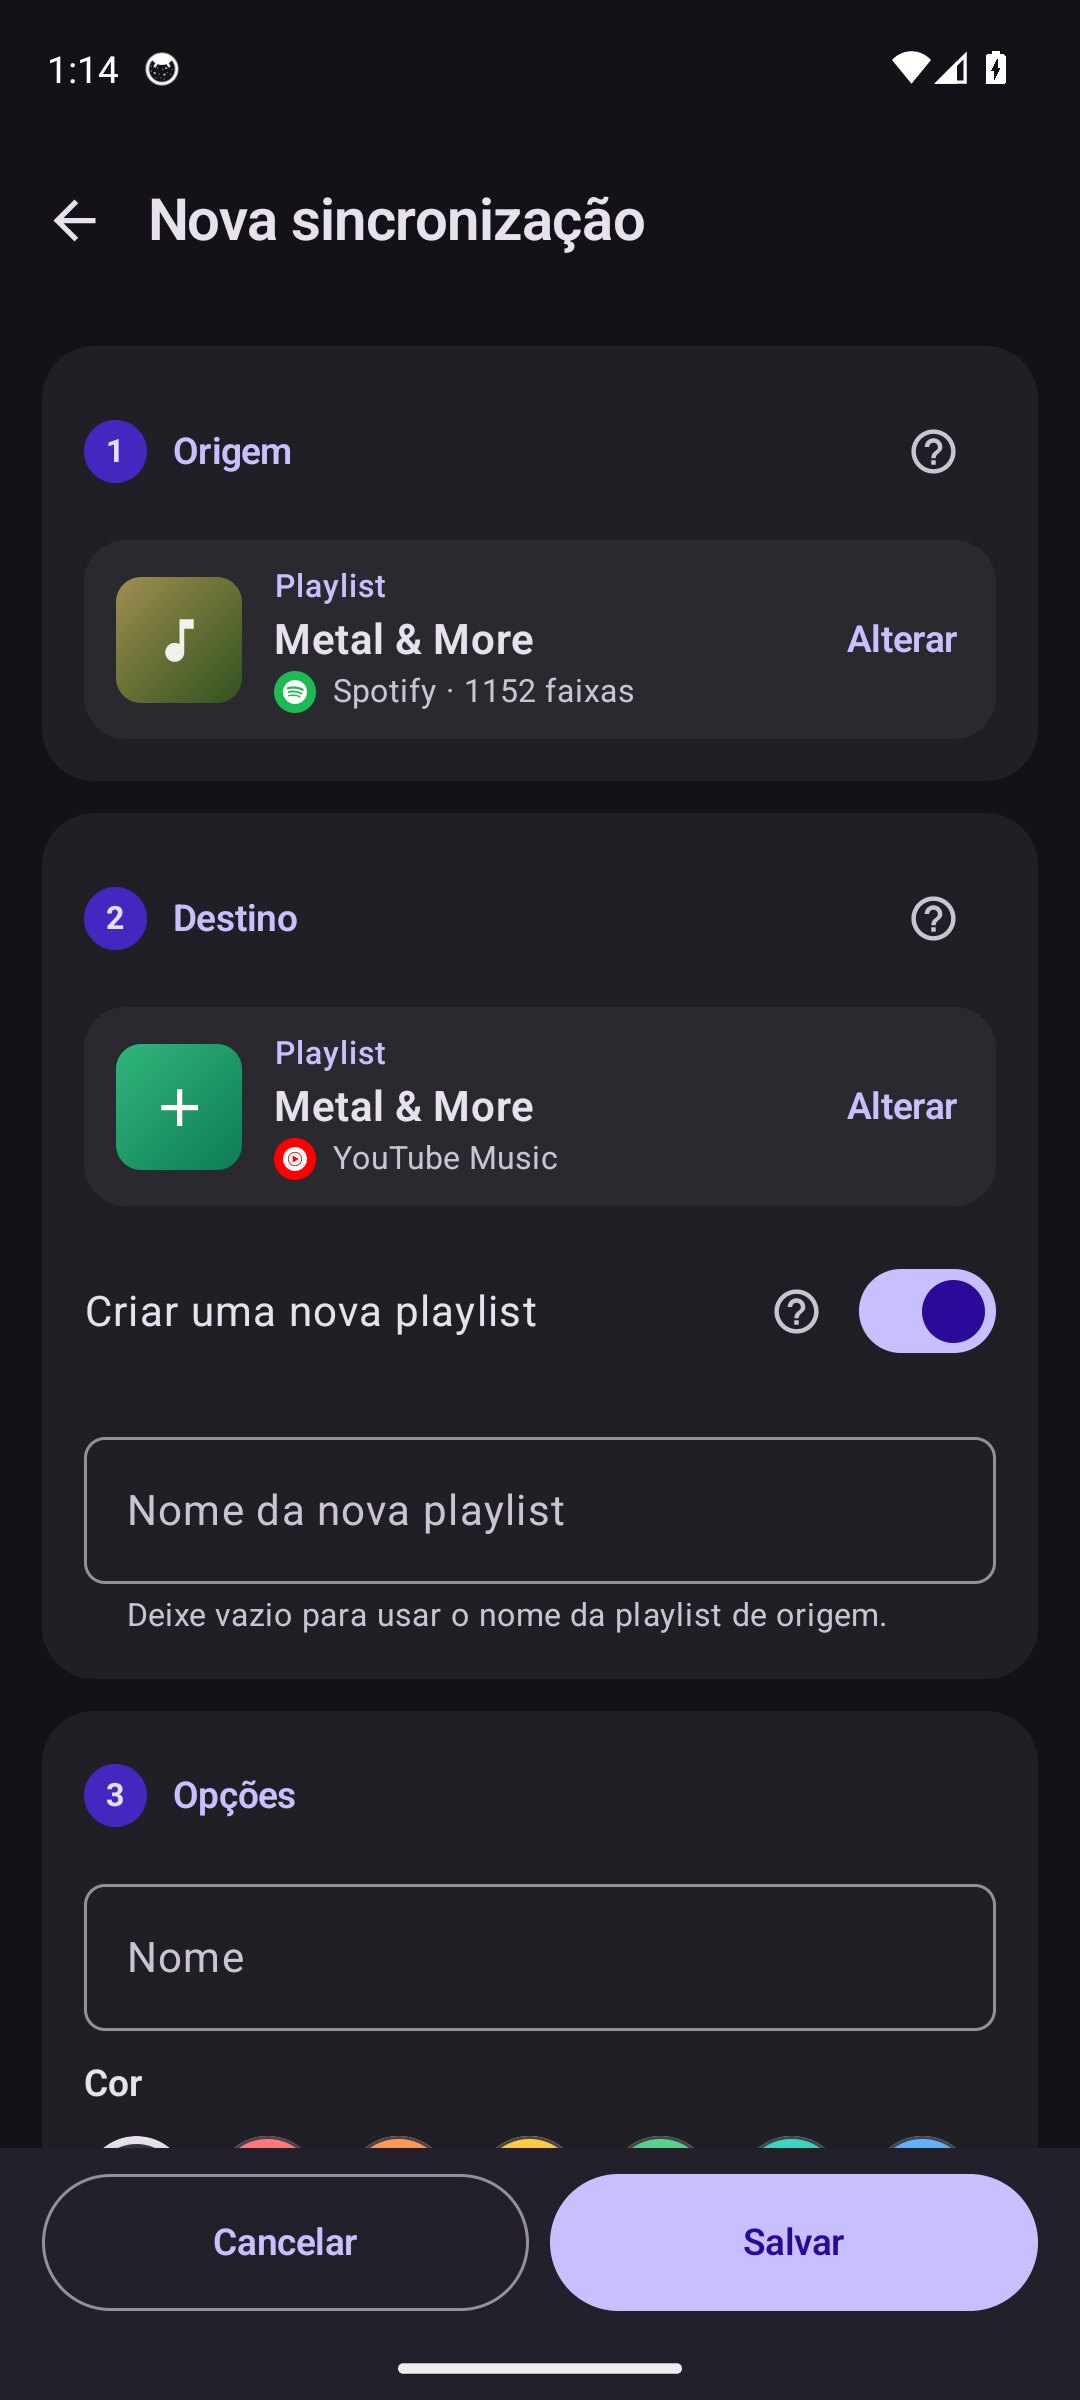 1:14
Nova sincronização
1
Origem
Playlist
Metal & More
Alterar
Spotify · 1152 faixas
2
Destino
Playlist
Metal & More
Alterar
YouTube Music
Criar uma nova playlist
Nome da nova playlist
Deixe vazio para usar o nome da playlist de origem.
3
Opções
Nome
Cor
Cancelar
Salvar